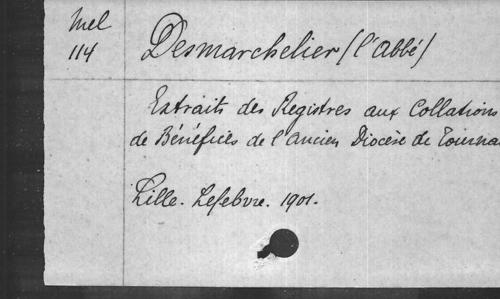 Mel
114
Desmarchelier (l'Abbé)
Extraits des Registres aux Collations
de Bénéfices de l'ancien Diocèse de Tournai
Lille. Lefebvre. 1901.